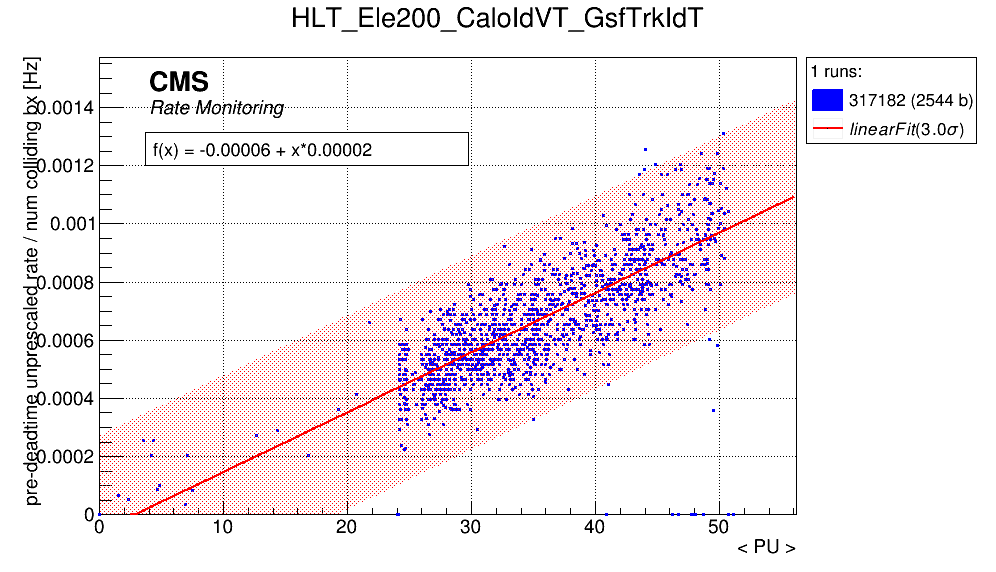 HLT_Ele200_CaloIdVT_GsfTrkIdT
pre-deadtime unprescaled rate / num colliding bx [Hz]
CMS
Rate Monitoring
f(x) = -0.00006 + x*0.00002
1 runs:
317182 (2544 b)
linearFit(3.0σ)
0.0014
0.0012
0.001
0.0008
0.0006
0.0004
0.0002
0
0 10 20 30 40 50
< PU >